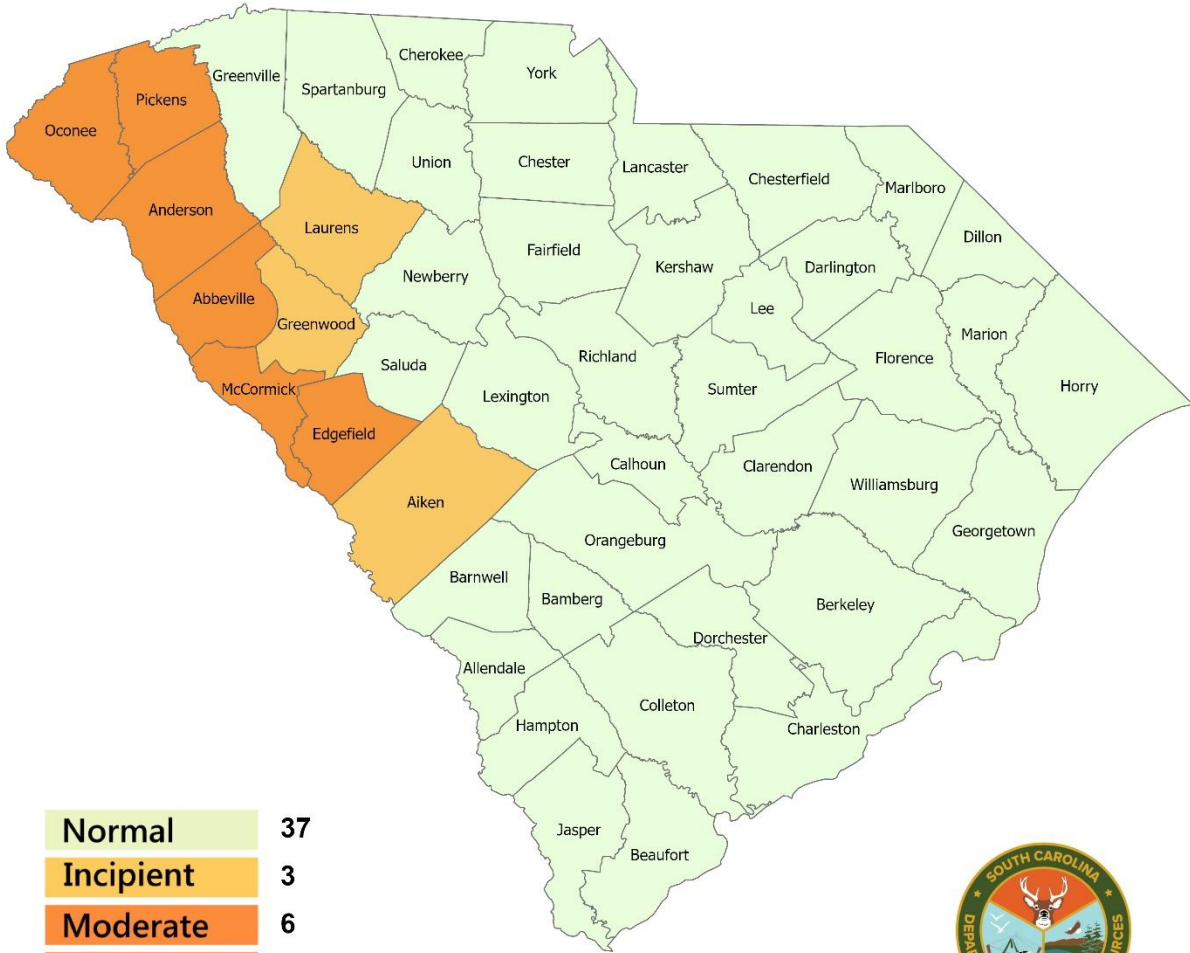 Cherokee
York
Greenville
Spartanburg
Pickens
Oconee
Union
Chester
Lancaster
Chesterfield
Marlboro
Anderson
Laurens
Dillon
Fairfield
Kershaw
Darlington
Newberry
Abbeville
Lee
Greenwood
Marion
Richland
Florence
Saluda
McCormick
Lexington
Sumter
Horry
Edgefield
Calhoun
Clarendon
Williamsburg
Aiken
Georgetown
Orangeburg
Barnwell
Bamberg
Berkeley
Dorchester
Allendale
Colleton
Hampton
Charleston
Jasper
Beaufort
Normal 37
Incipient 3
Moderate 6
SOUTH CAROLINA